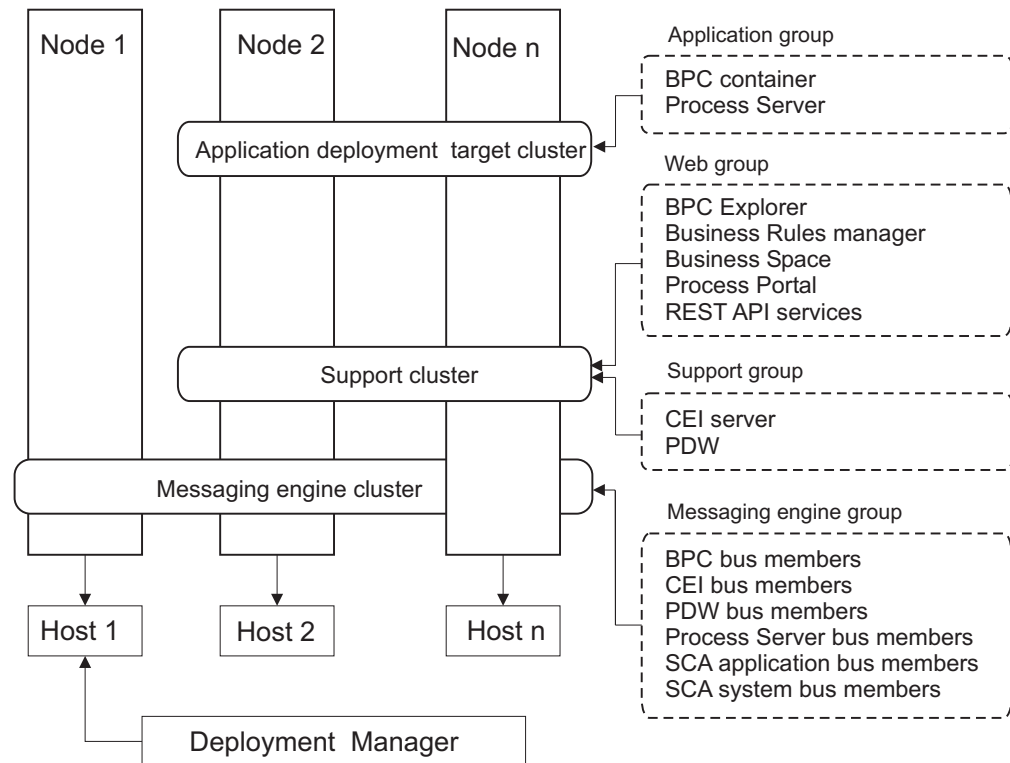 Node 1
Node 2
Node n
Application deployment target cluster
Support cluster
Messaging engine cluster
Host 1
Host 2
Host n
Deployment Manager
Application group
BPC container
Process Server
Web group
BPC Explorer
Business Rules manager
Business Space
Process Portal
REST API services
Support group
CEI server
PDW
Messaging engine group
BPC bus members
CEI bus members
PDW bus members
Process Server bus members
SCA application bus members
SCA system bus members